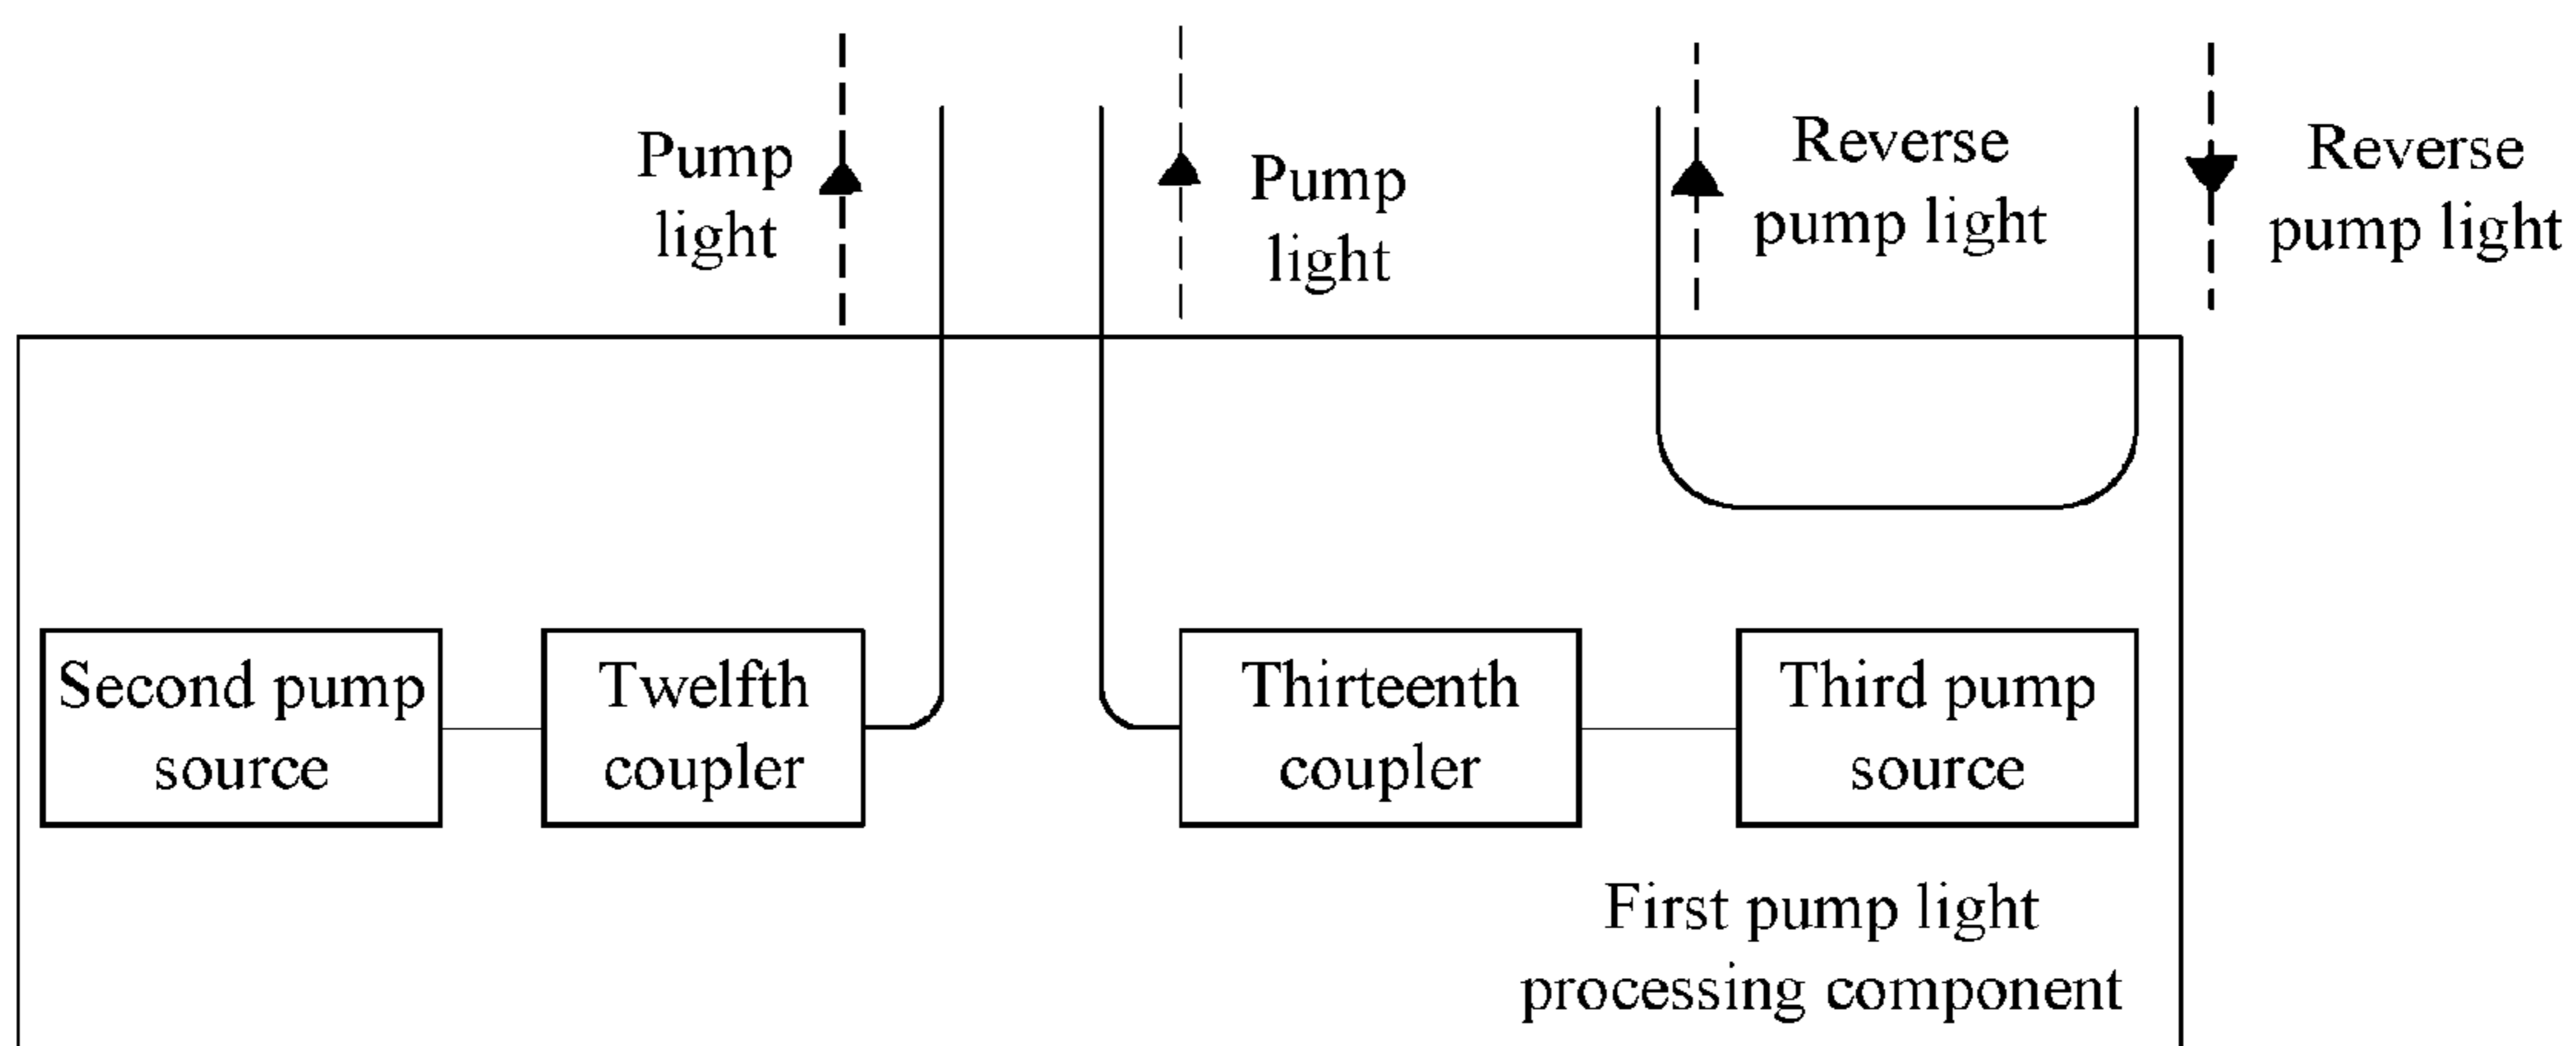 Pump
light
Pump
light
Reverse
pump light
Reverse
pump light
Second pump
source
Twelfth
coupler
Thirteenth
coupler
Third pump
source
First pump light
processing component